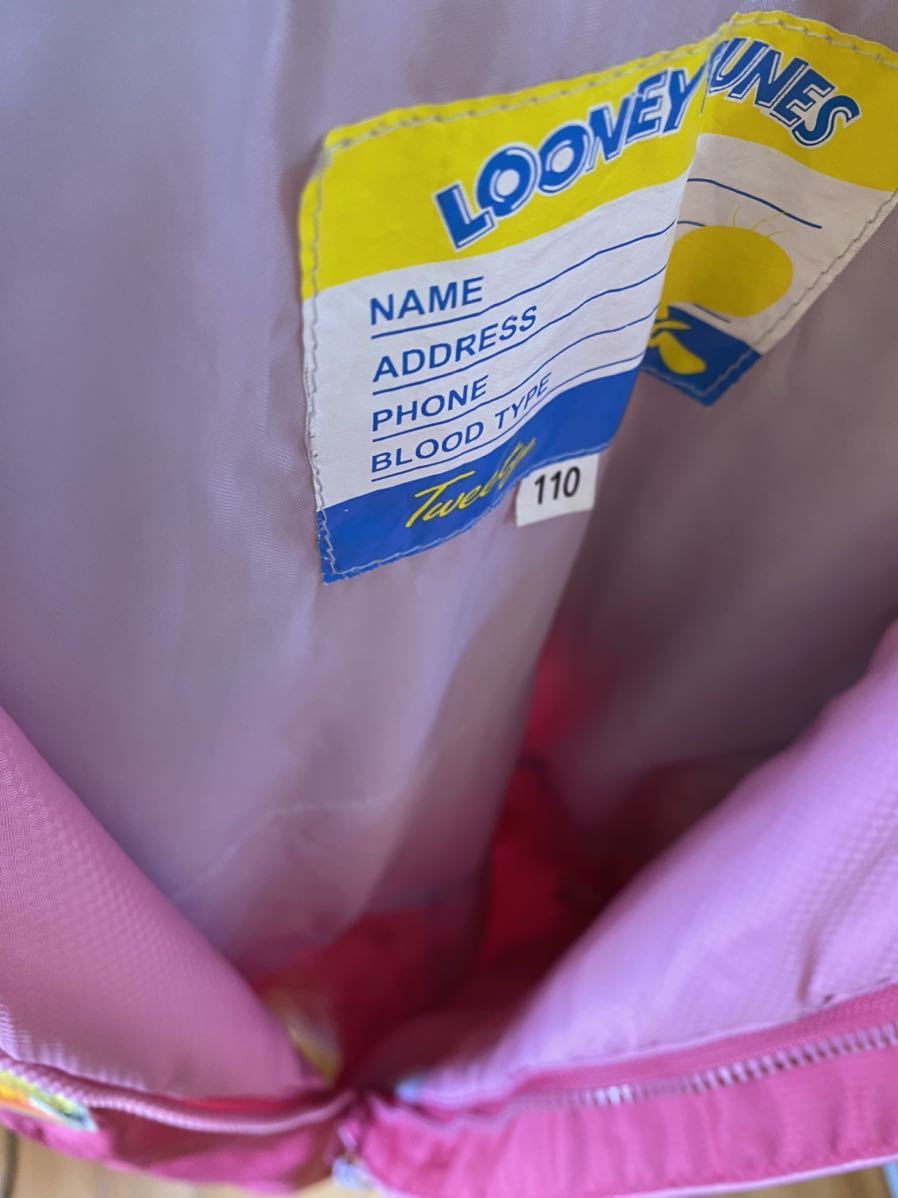 LOONEY TUNES
NAME
ADDRESS
PHONE
BLOOD TYPE
Tweety
110